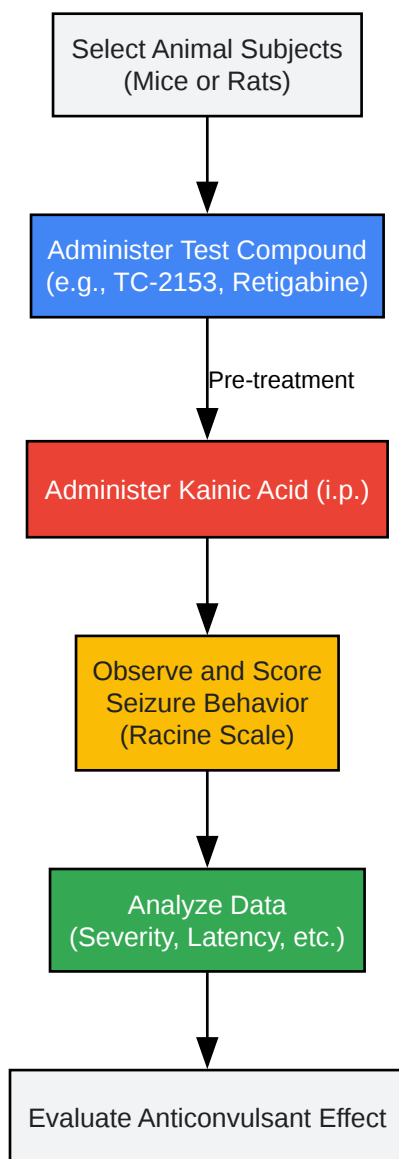 Select Animal Subjects
(Mice or Rats)
Administer Test Compound
(e.g., TC-2153, Retigabine)
Pre-treatment
Administer Kainic Acid (i.p.)
Observe and Score
Seizure Behavior
(Racine Scale)
Analyze Data
(Severity, Latency, etc.)
Evaluate Anticonvulsant Effect